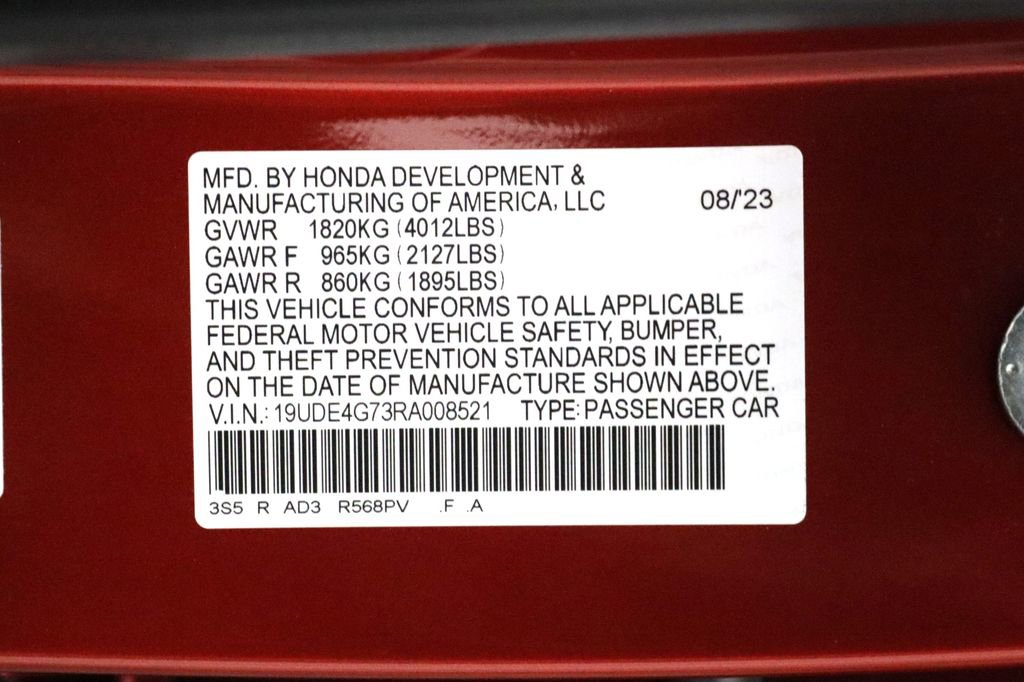 MFD. BY HONDA DEVELOPMENT &
MANUFACTURING OF AMERICA, LLC 08/'23
GVWR 1820KG (4012LBS)
GAWR F 965KG (2127LBS)
GAWR R 860KG (1895LBS)
THIS VEHICLE CONFORMS TO ALL APPLICABLE
FEDERAL MOTOR VEHICLE SAFETY, BUMPER,
AND THEFT PREVENTION STANDARDS IN EFFECT
ON THE DATE OF MANUFACTURE SHOWN ABOVE.
V.I.N.: 19UDE4G73RA008521 TYPE: PASSENGER CAR
3S5 R AD3 R568PV .F .A